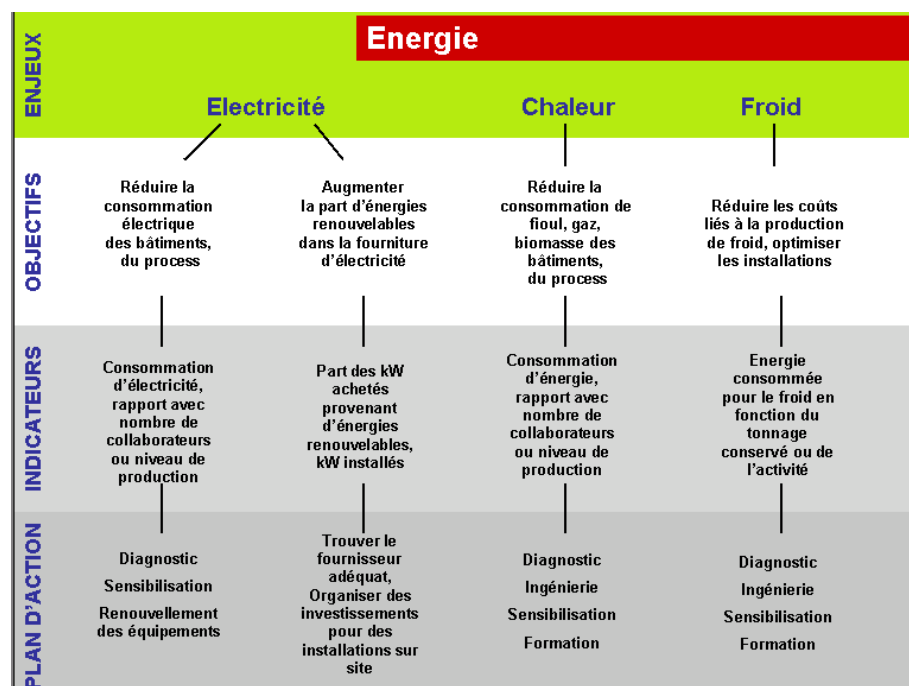 ENJEUX
Energie
Electricité
Chaleur
Froid
OBJECTIFS
Réduire la
consommation
électrique
des bâtiments,
du process
Augmenter
la part d'énergies
renouvelables
dans la fourniture
d'électricité
Réduire la
consommation de
fioul, gaz,
biomasse des
bâtiments,
du process
Réduire les coûts
liés à la production
de froid, optimiser
les installations
INDICATEURS
Consommation
d'électricité,
rapport avec
nombre de
collaborateurs
ou niveau de
production
Part des kW
achetés
provenant
d'énergies
renouvelables,
kW installés
Consommation
d'énergie,
rapport avec
nombre de
collaborateurs
ou niveau de
production
Energie
consommée
pour le froid en
fonction du
tonnage
conservé ou de
l'activité
PLAN D'ACTION
Diagnostic
Sensibilisation
Renouvellement
des équipements
Trouver le
fournisseur
adéquat,
Organiser des
investissements
pour des
installations sur
site
Diagnostic
Ingénierie
Sensibilisation
Formation
Diagnostic
Ingénierie
Sensibilisation
Formation